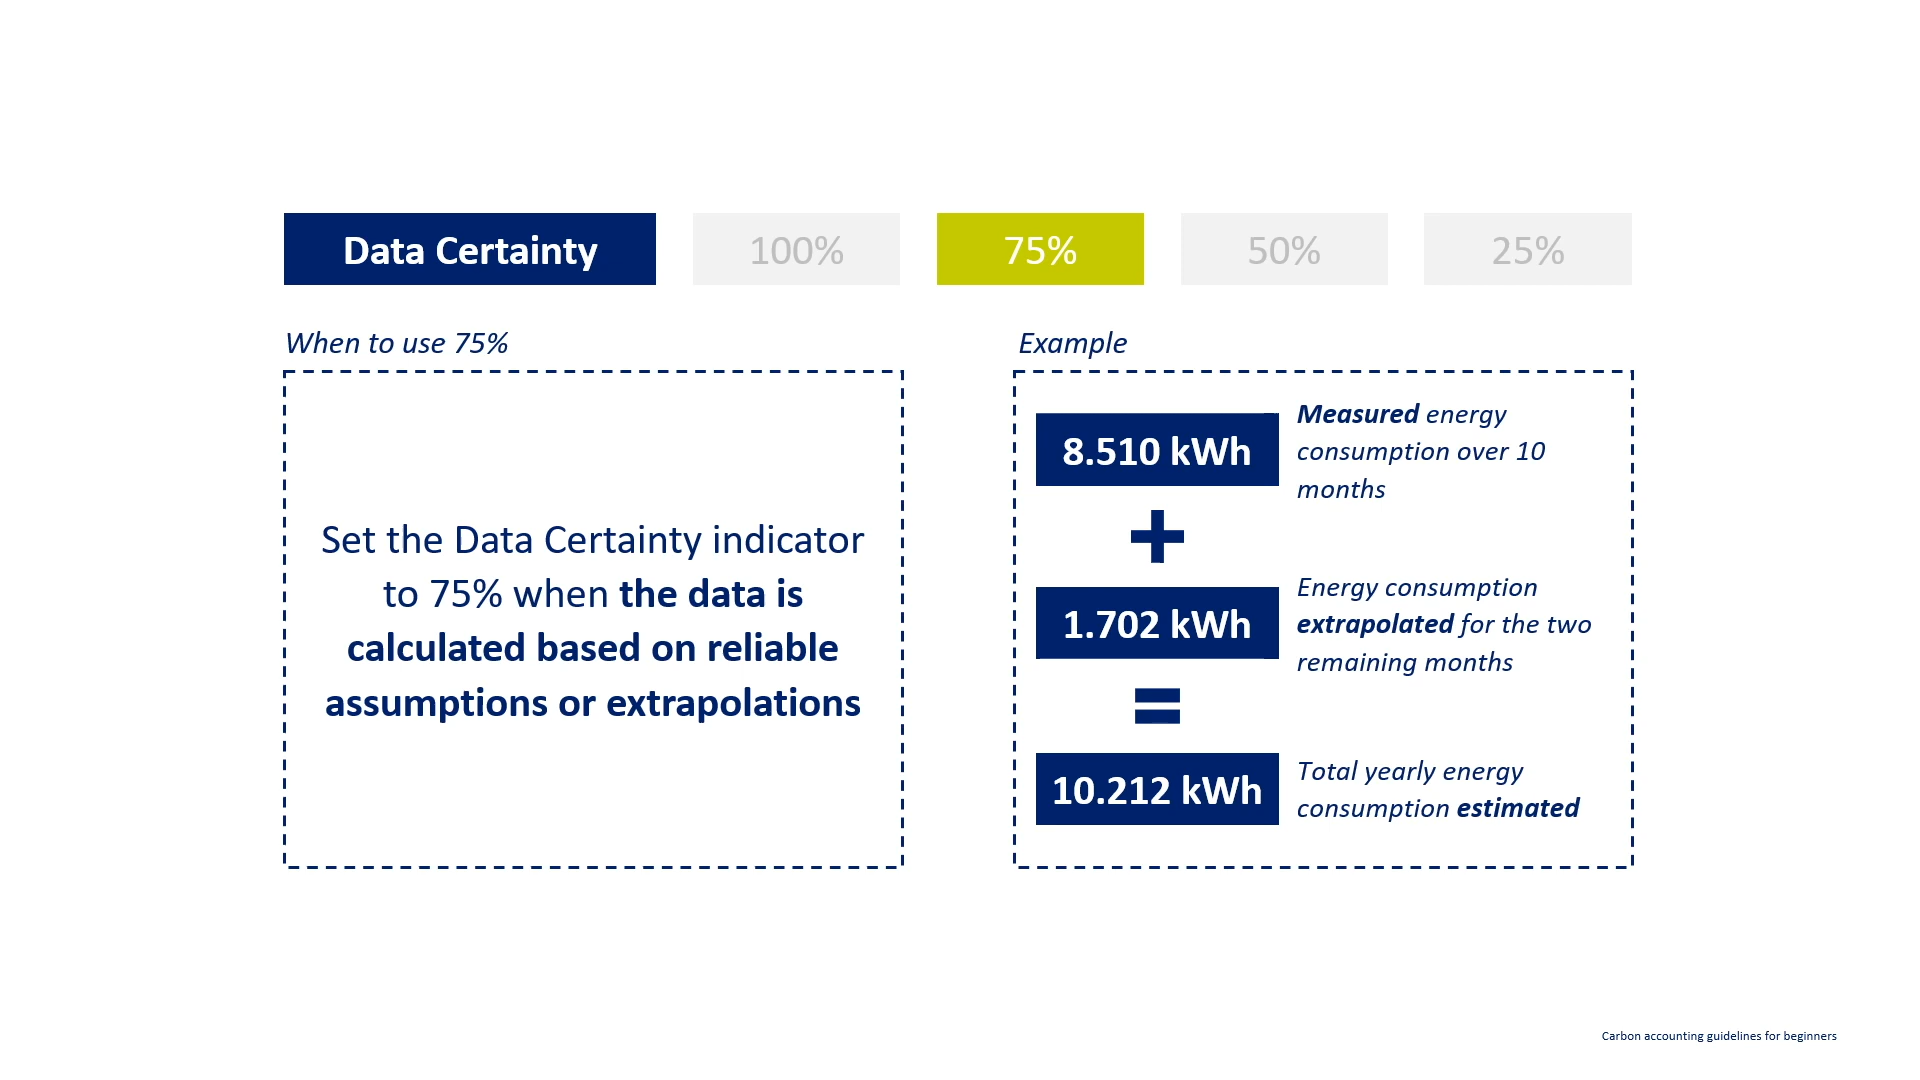 Data Certainty
100%
75%
50%
25%
When to use 75%
Set the Data Certainty indicator
to 75% when the data is
calculated based on reliable
assumptions or extrapolations
Example
8.510 kWh
Measured energy
consumption over 10
months
+
1.702 kWh
Energy consumption
extrapolated for the two
remaining months
=
10.212 kWh
Total yearly energy
consumption estimated
Carbon accounting guidelines for beginners